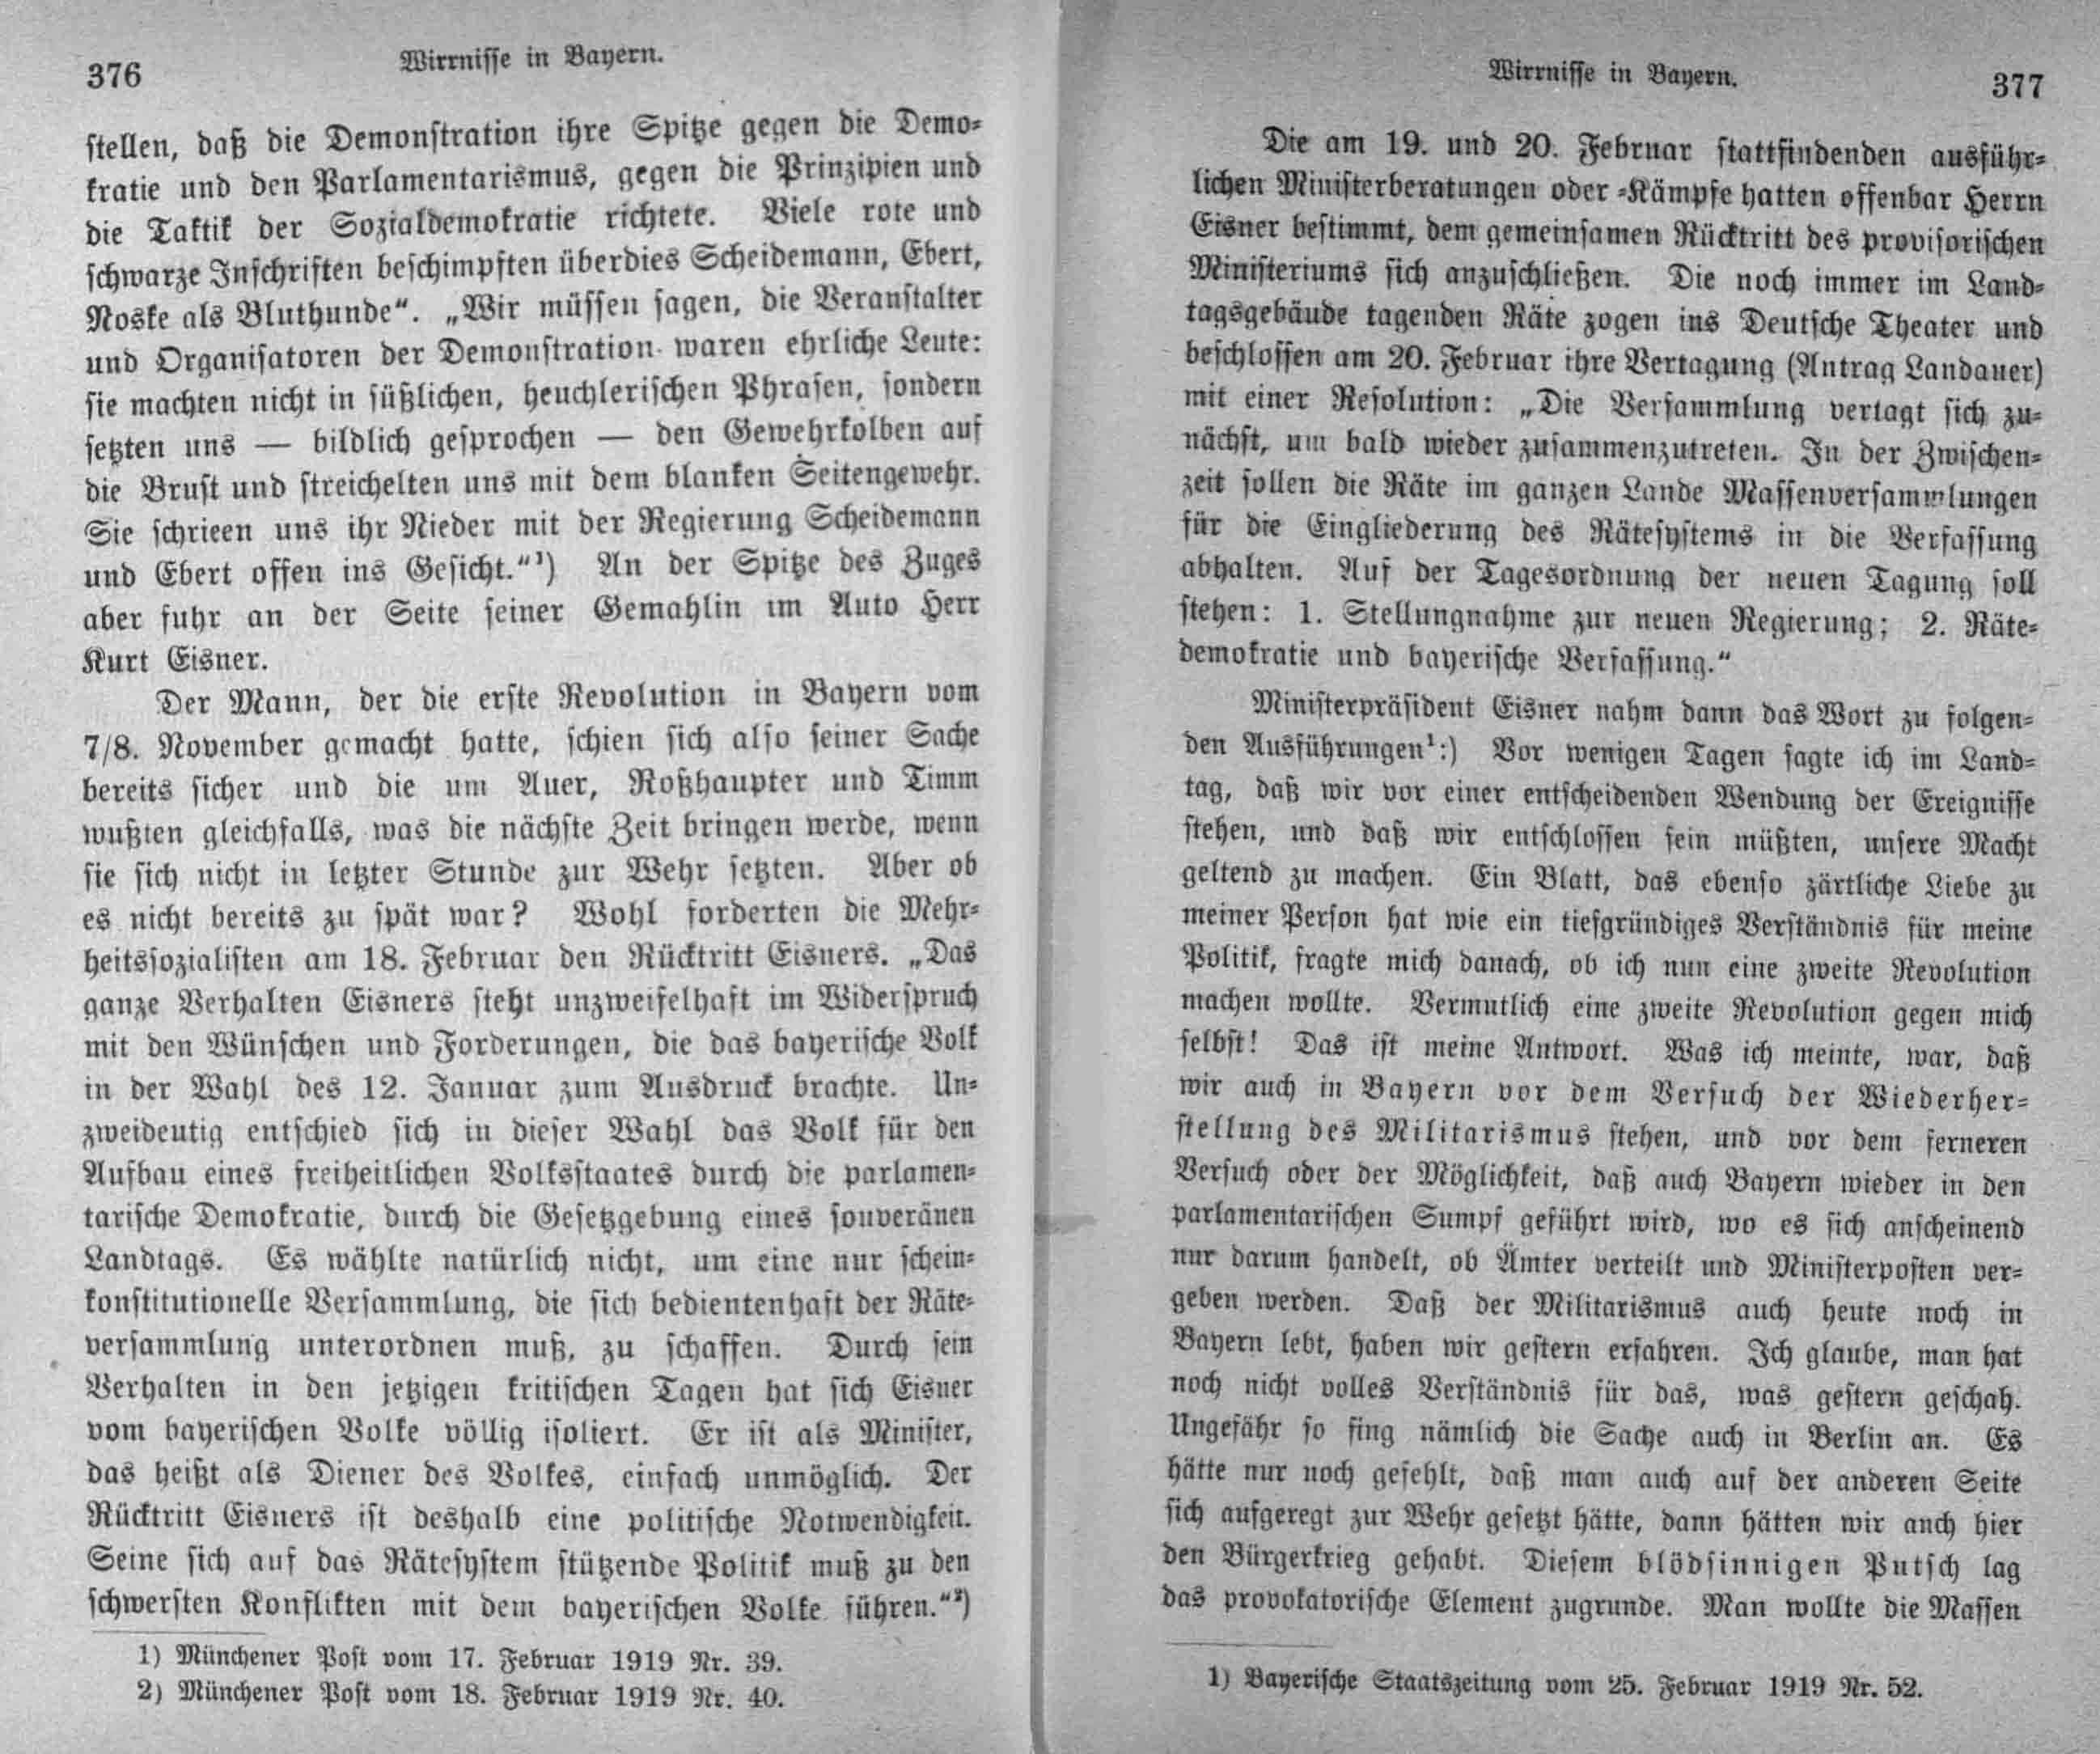 376
Wirrnisse in Bayern.
stellen, daß die Demonstration ihre Spitze gegen die Demo-
kratie und den Parlamentarismus, gegen die Prinzipien und
die Taktik der Sozialdemokratie richtete. Viele rote und
schwarze Inschriften beschimpften überdies Scheidemann, Ebert,
Noske als Bluthunde“. „Wir müssen sagen, die Veranstalter
und Organisatoren der Demonstration waren ehrliche Leute:
sie machten nicht in süßlichen, heuchlerischen Phrasen, sondern
setzten uns — bildlich gesprochen — den Gewehrkolben auf
die Brust und streichelten uns mit dem blanken Seitengewehr.
Sie schrieen uns ihr Nieder mit der Regierung Scheidemann
und Ebert offen ins Gesicht.“¹) An der Spitze des Zuges
aber fuhr an der Seite seiner Gemahlin im Auto Herr
Kurt Eisner.
Der Mann, der die erste Revolution in Bayern vom
7/8. November gemacht hatte, schien sich also seiner Sache
bereits sicher und die um Auer, Roßhaupter und Timm
wußten gleichfalls, was die nächste Zeit bringen werde, wenn
sie sich nicht in letzter Stunde zur Wehr setzten. Aber ob
es nicht bereits zu spät war? Wohl forderten die Mehr-
heitssozialisten am 18. Februar den Rücktritt Eisners. „Das
ganze Verhalten Eisners steht unzweifelhaft im Widerspruch
mit den Wünschen und Forderungen, die das bayerische Volk
in der Wahl des 12. Januar zum Ausdruck brachte. Un-
zweideutig entschied sich in dieser Wahl das Volk für den
Aufbau eines freiheitlichen Volksstaates durch die parlamen-
tarische Demokratie, durch die Gesetzgebung eines souveränen
Landtags. Es wählte natürlich nicht, um eine nur schein-
konstitutionelle Versammlung, die sich bedientenhaft der Räte-
versammlung unterordnen muß, zu schaffen. Durch sein
Verhalten in den jetzigen kritischen Tagen hat sich Eisner
vom bayerischen Volke völlig isoliert. Er ist als Minister,
das heißt als Diener des Volkes, einfach unmöglich. Der
Rücktritt Eisners ist deshalb eine politische Notwendigkeit.
Seine sich auf das Rätesystem stützende Politik muß zu den
schwersten Konflikten mit dem bayerischen Volke führen.“²)
1) Münchener Post vom 17. Februar 1919 Nr. 39.
2) Münchener Post vom 18. Februar 1919 Nr. 40.
Wirrnisse in Bayern.
377
Die am 19. und 20. Februar stattfindenden ausführ-
lichen Ministerberatungen oder -Kämpfe hatten offenbar Herrn
Eisner bestimmt, dem gemeinsamen Rücktritt des provisorischen
Ministeriums sich anzuschließen. Die noch immer im Land-
tagsgebäude tagenden Räte zogen ins Deutsche Theater und
beschlossen am 20. Februar ihre Vertagung (Antrag Landauer)
mit einer Resolution: „Die Versammlung vertagt sich zu-
nächst, um bald wieder zusammenzutreten. In der Zwischen-
zeit sollen die Räte im ganzen Lande Massenversammlungen
für die Eingliederung des Rätesystems in die Verfassung
abhalten. Auf der Tagesordnung der neuen Tagung soll
stehen: 1. Stellungnahme zur neuen Regierung; 2. Räte-
demokratie und bayerische Verfassung.“
Ministerpräsident Eisner nahm dann das Wort zu folgen-
den Ausführungen¹:) Vor wenigen Tagen sagte ich im Land-
tag, daß wir vor einer entscheidenden Wendung der Ereignisse
stehen, und daß wir entschlossen sein müßten, unsere Macht
geltend zu machen. Ein Blatt, das ebenso zärtliche Liebe zu
meiner Person hat wie ein tiefgründiges Verständnis für meine
Politik, fragte mich danach, ob ich nun eine zweite Revolution
machen wollte. Vermutlich eine zweite Revolution gegen mich
selbst! Das ist meine Antwort. Was ich meinte, war, daß
wir auch in Bayern vor dem Versuch der Wiederher-
stellung des Militarismus stehen, und vor dem ferneren
Versuch oder der Möglichkeit, daß auch Bayern wieder in den
parlamentarischen Sumpf geführt wird, wo es sich anscheinend
nur darum handelt, ob Ämter verteilt und Ministerposten ver-
geben werden. Daß der Militarismus auch heute noch in
Bayern lebt, haben wir gestern erfahren. Ich glaube, man hat
noch nicht volles Verständnis für das, was gestern geschah.
Ungefähr so fing nämlich die Sache auch in Berlin an. Es
hätte nur noch gefehlt, daß man auch auf der anderen Seite
sich aufgeregt zur Wehr gesetzt hätte, dann hätten wir auch hier
den Bürgerkrieg gehabt. Diesem blödsinnigen Putsch lag
das provokatorische Element zugrunde. Man wollte die Massen
1) Bayerische Staatszeitung vom 25. Februar 1919 Nr. 52.